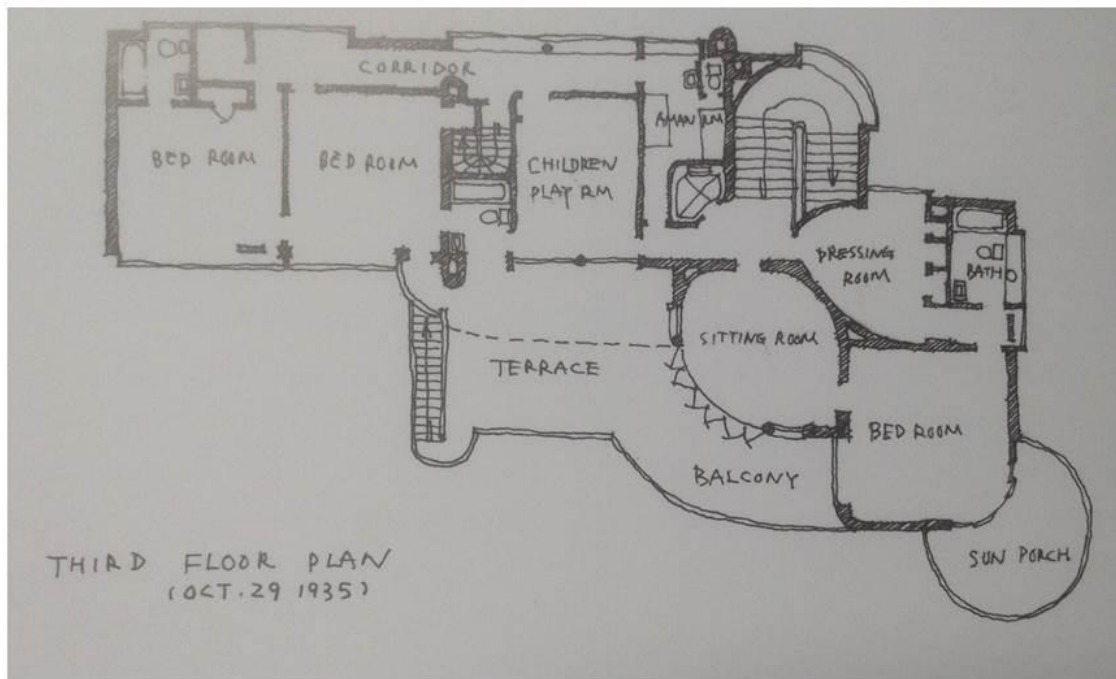 CORRIDOR
BED ROOM
BED ROOM
CHILDREN
PLAY RM
AMAN RM
DRESSING
ROOM
BATH
SITTING ROOM
TERRACE
BED ROOM
BALCONY
SUN PORCH
THIRD FLOOR PLAN
(OCT. 29 1935)